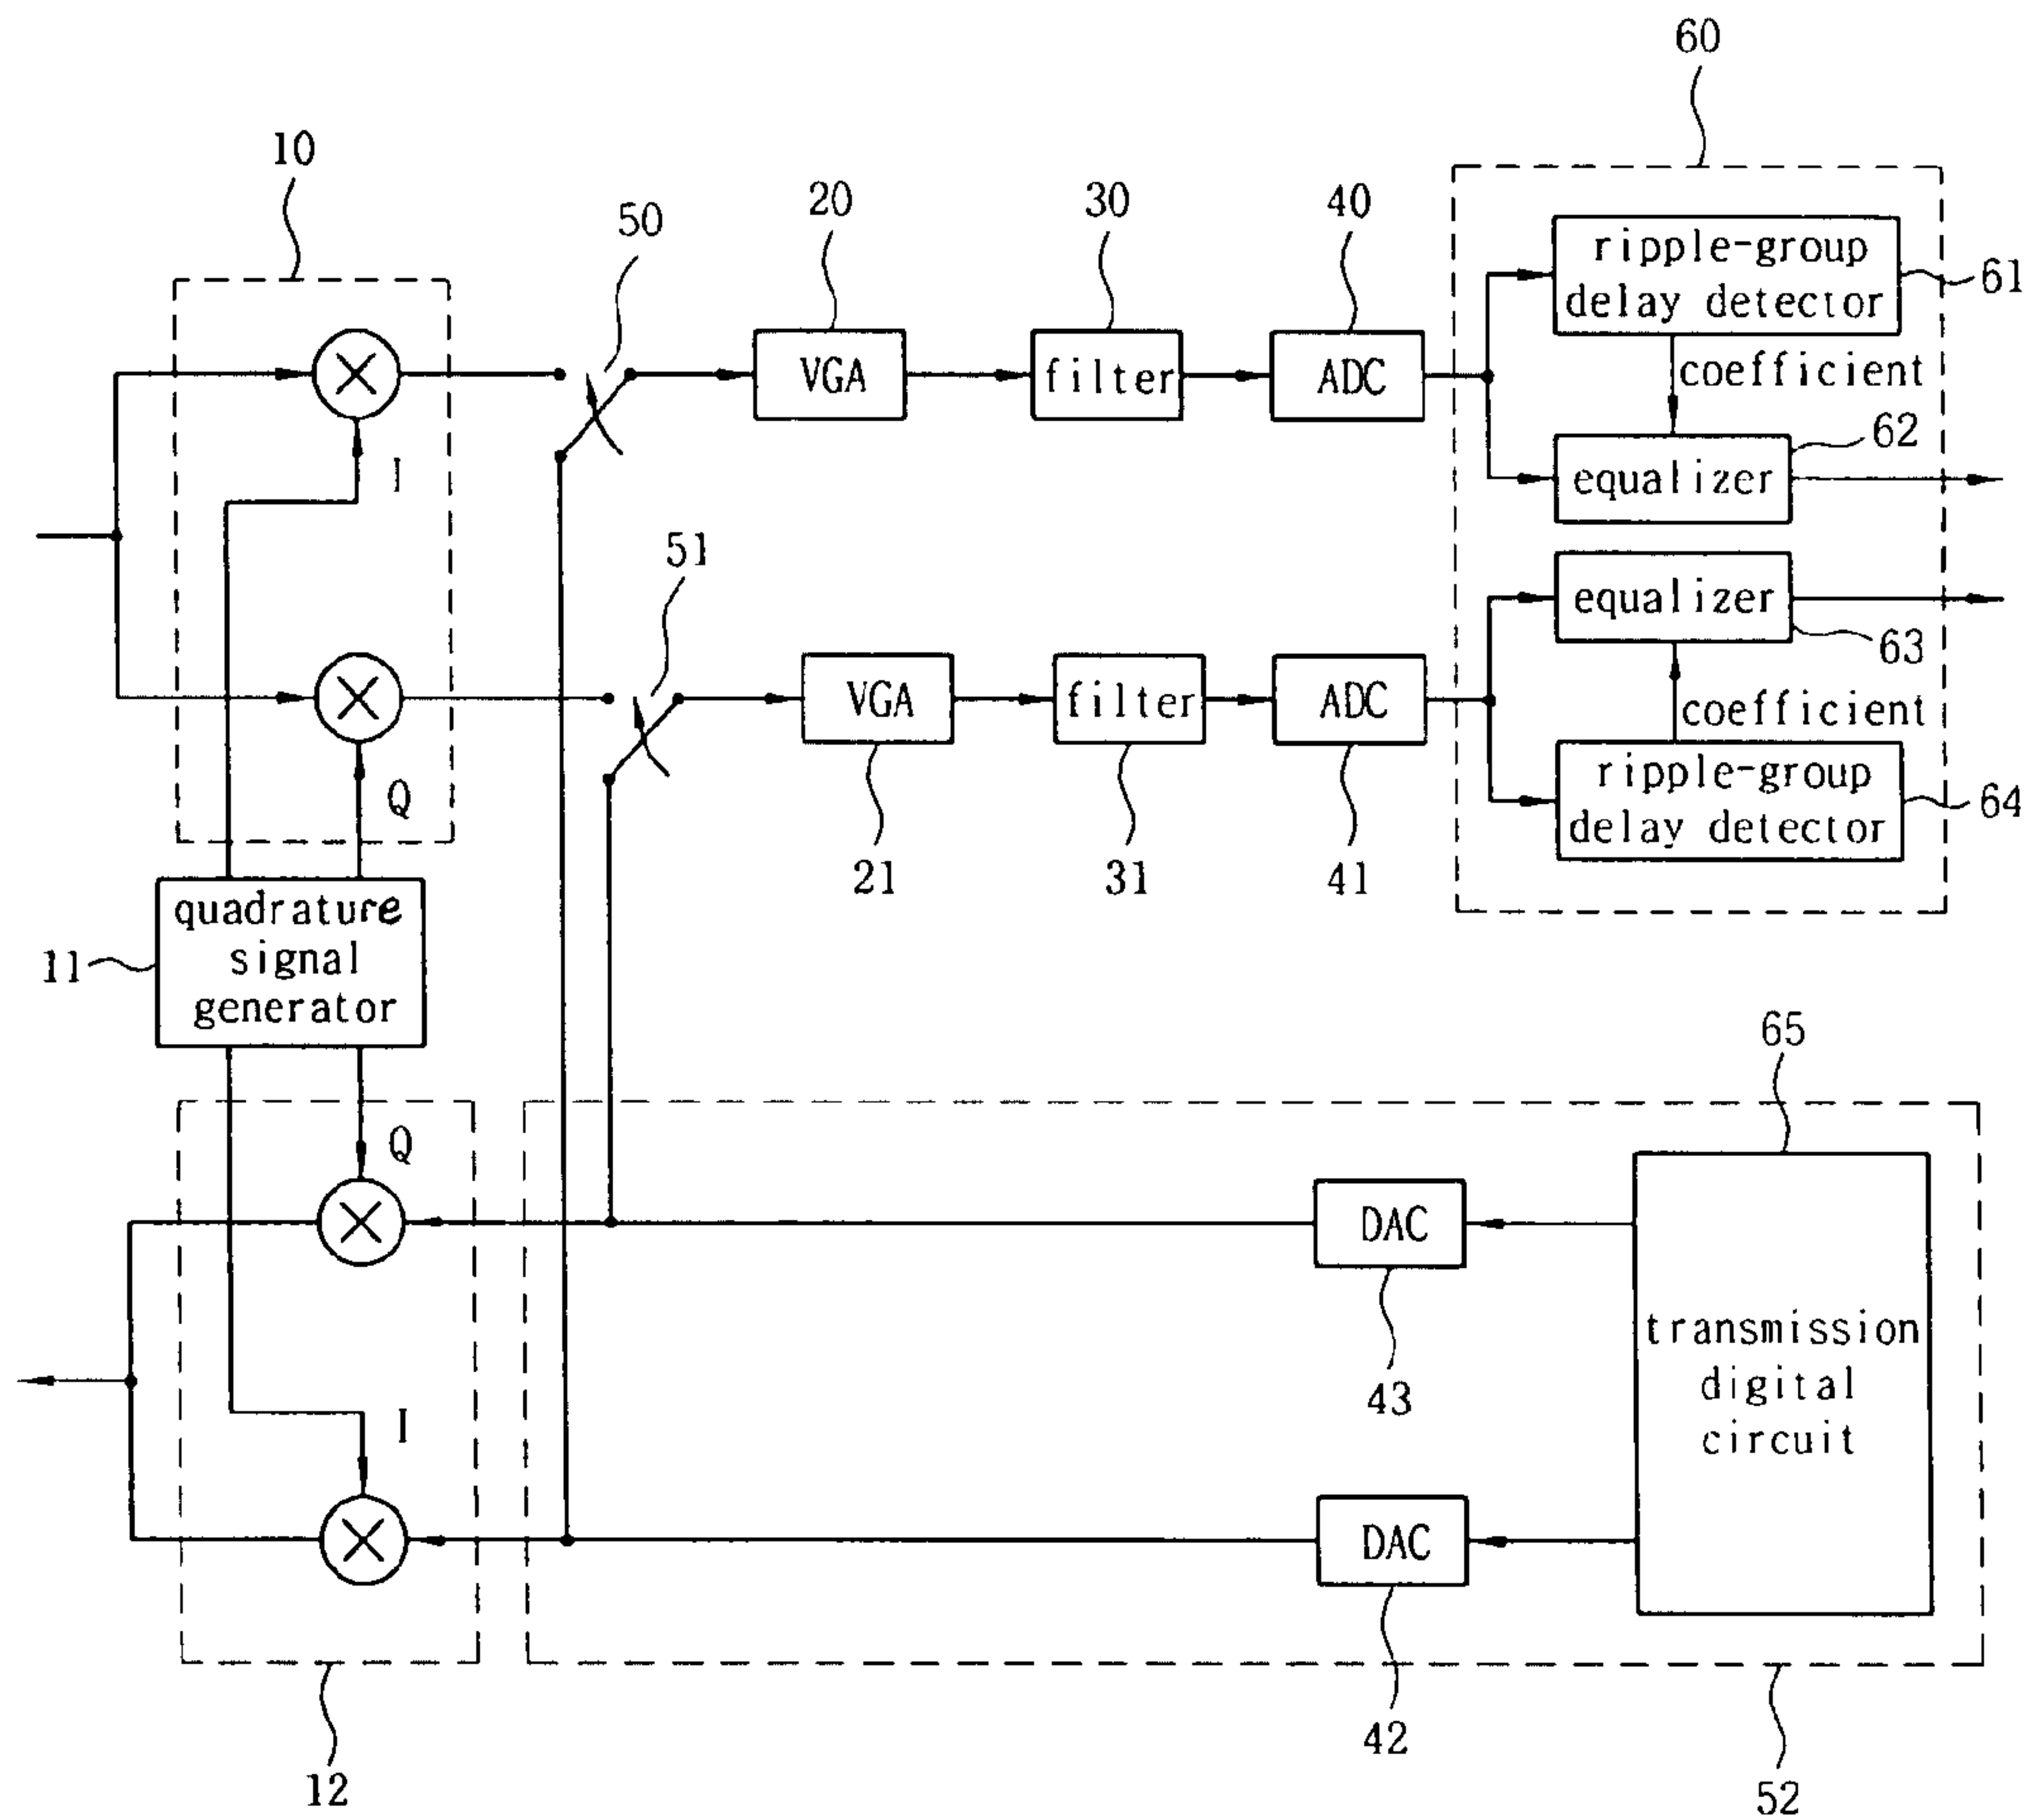 60
10
50
20
30
40
ripple-group
delay detector
61
VGA
filter
ADC
coefficient
I
62
equalizer
51
equalizer
63
VGA
filter
ADC
coefficient
Q
ripple-group
delay detector
64
21
31
41
quadrature
signal
generator
11
65
Q
DAC
43
transmission
digital
circuit
I
DAC
42
12
52